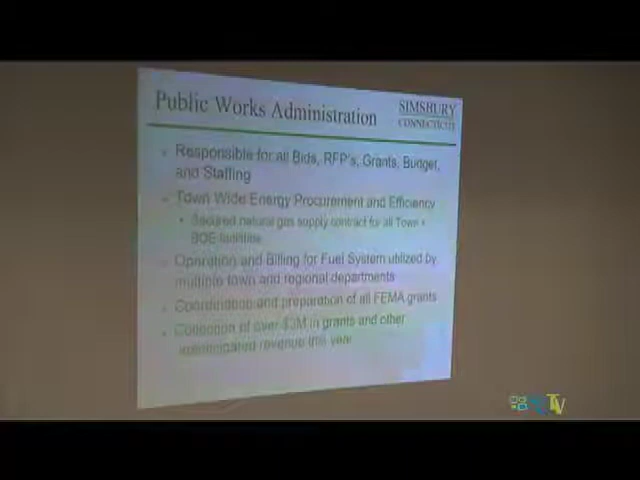 Public Works Administration
SIMSBURY
CONNECTICUT
Responsible for all Bids, RFP's, Grants, Budget,
and Staffing
Town Wide Energy Procurement and Efficiency
Secured natural gas supply contract for all Town +
BOE facilities
Operation and Billing for Fuel System utilized by
multiple town and regional departments
Coordination and preparation of all FEMA grants
Collection of over in grants and other
unanticipated revenue this year
TV